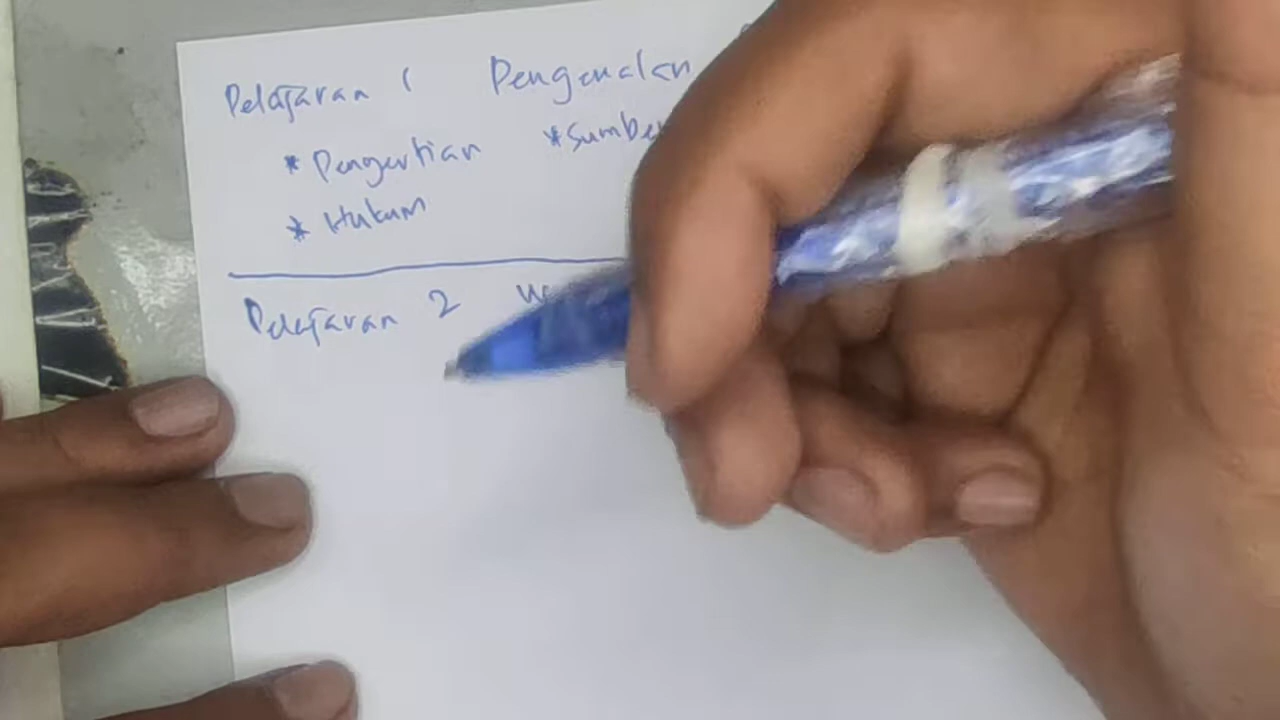 Pelajaran 1 Pengenalan
* Pengertian * Sumber
* Hukum
Pelajaran 2